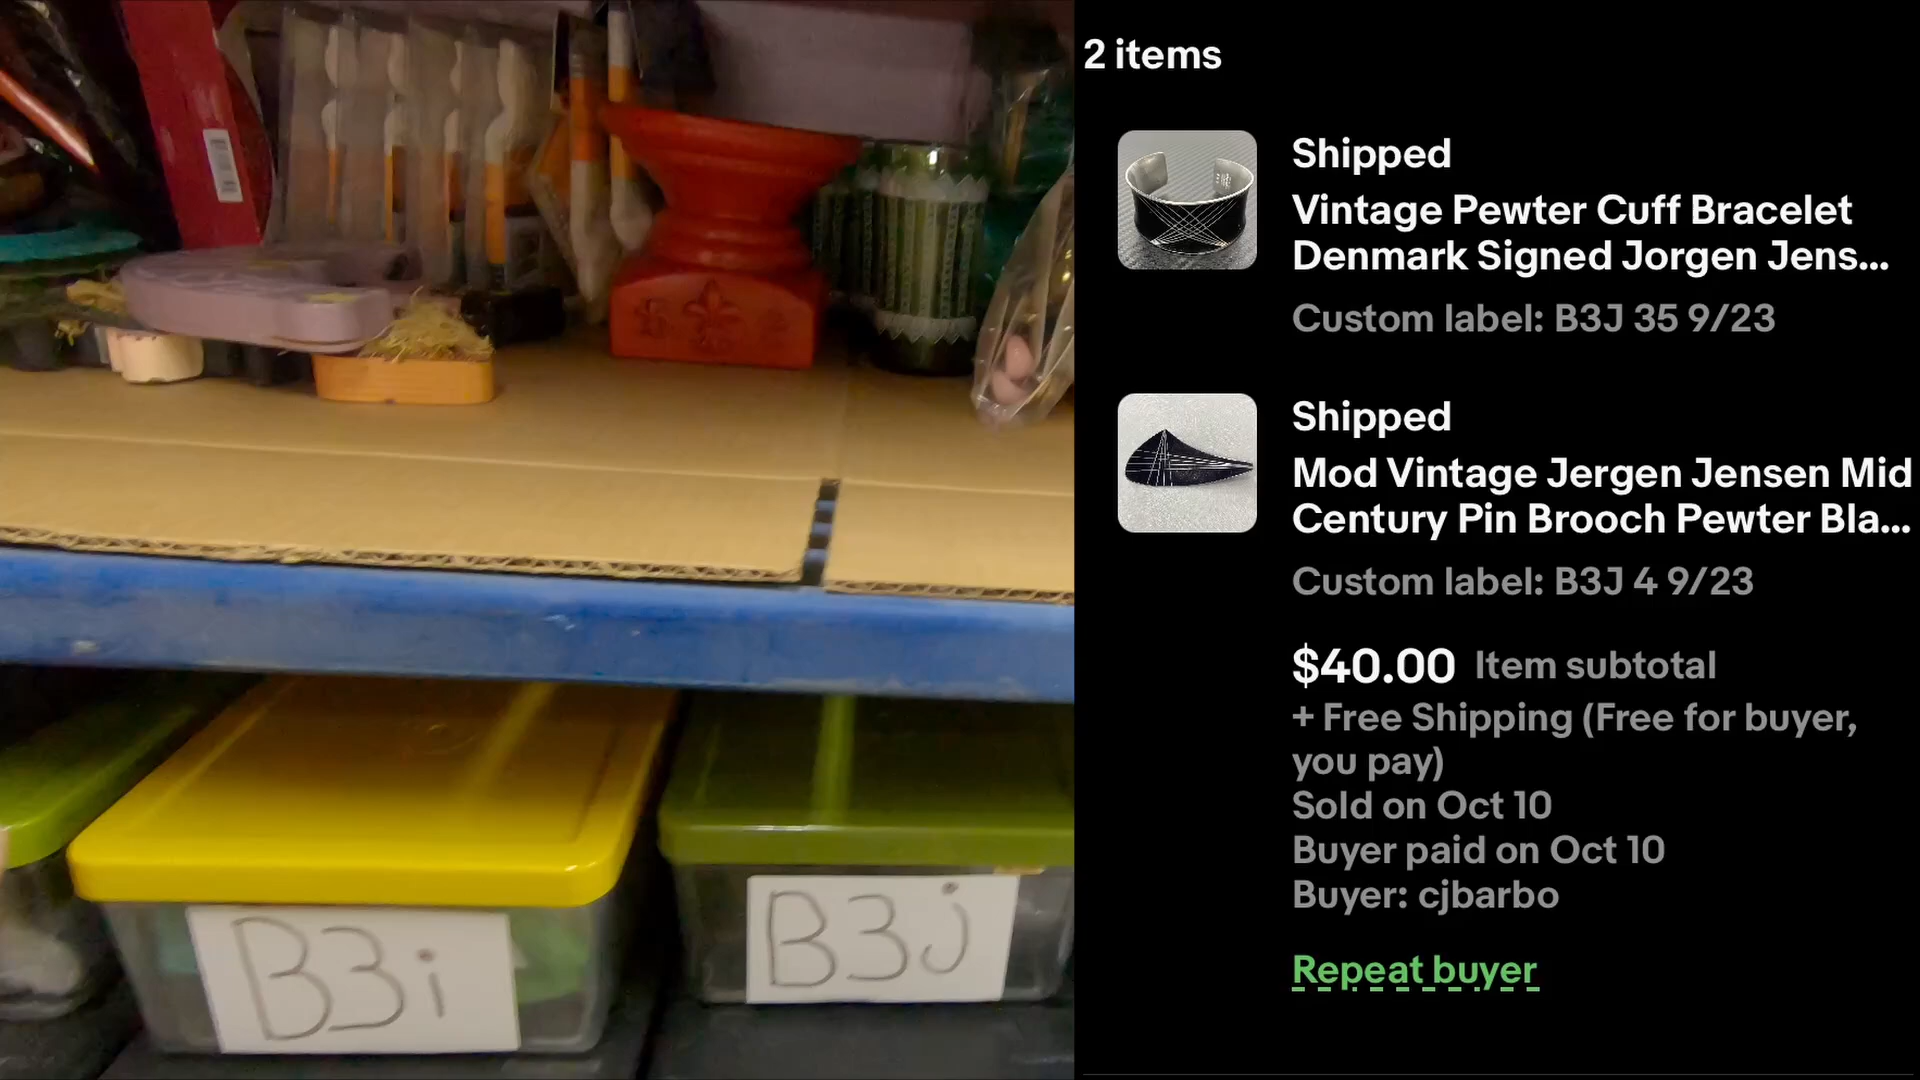 B3i
B3j
2 items
Shipped
Vintage Pewter Cuff Bracelet
Denmark Signed Jorgen Jens...
Custom label: B3J 35 9/23
Shipped
Mod Vintage Jergen Jensen Mid
Century Pin Brooch Pewter Bla...
Custom label: B3J 4 9/23
$40.00 Item subtotal
+ Free Shipping (Free for buyer,
you pay)
Sold on Oct 10
Buyer paid on Oct 10
Buyer: cjbarbo
Repeat buyer